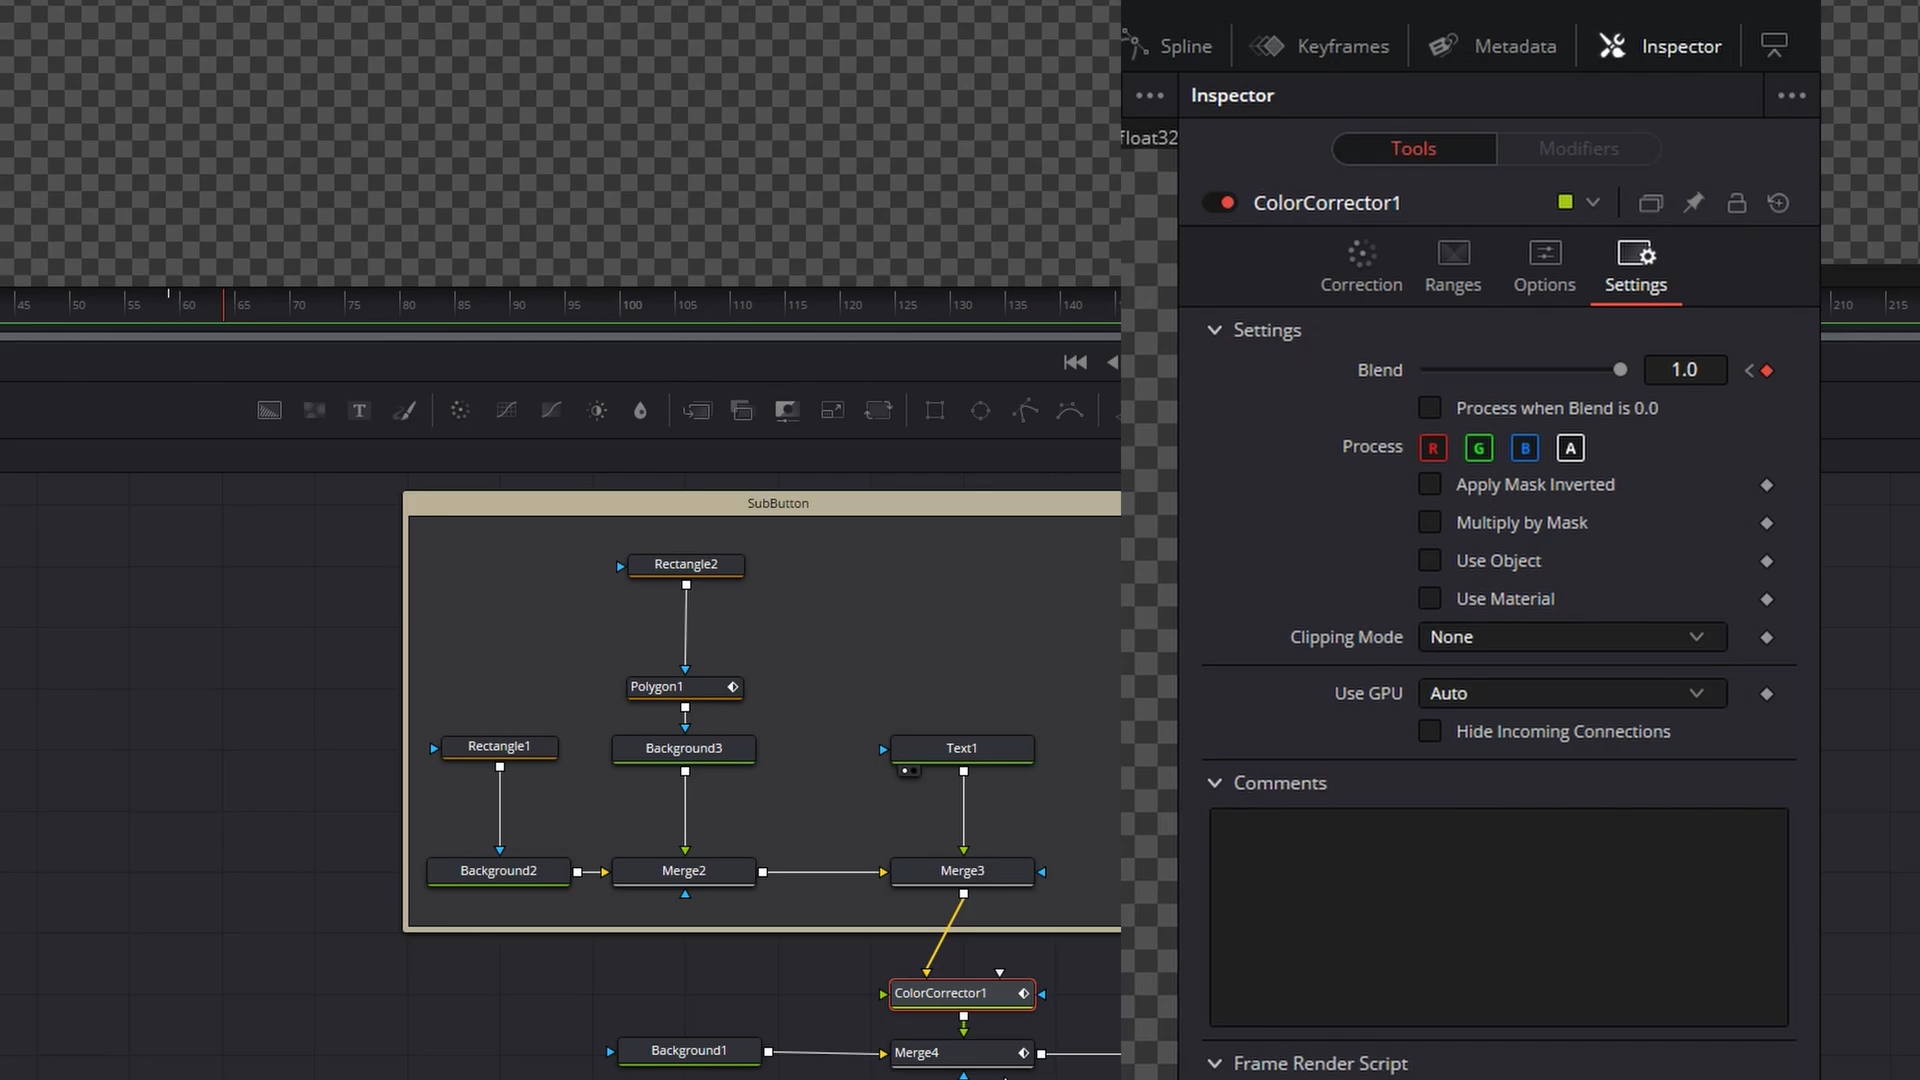 Spline
Keyframes
Metadata
Inspector
Inspector
float32
Tools
Modifiers
ColorCorrector1
Correction
Ranges
Options
Settings
45 50 55 60 65 70 75 80 85 90 95 100 105 110 115 120 125 130 135 140
210 215
Settings
Blend
1.0
Process when Blend is 0.0
T
Process
R
G
B
A
Apply Mask Inverted
SubButton
Multiply by Mask
Rectangle2
Use Object
Use Material
Clipping Mode
None
Polygon1
Use GPU
Auto
Hide Incoming Connections
Rectangle1
Background3
Text1
Comments
Background2
Merge2
Merge3
ColorCorrector1
Background1
Merge4
Frame Render Script